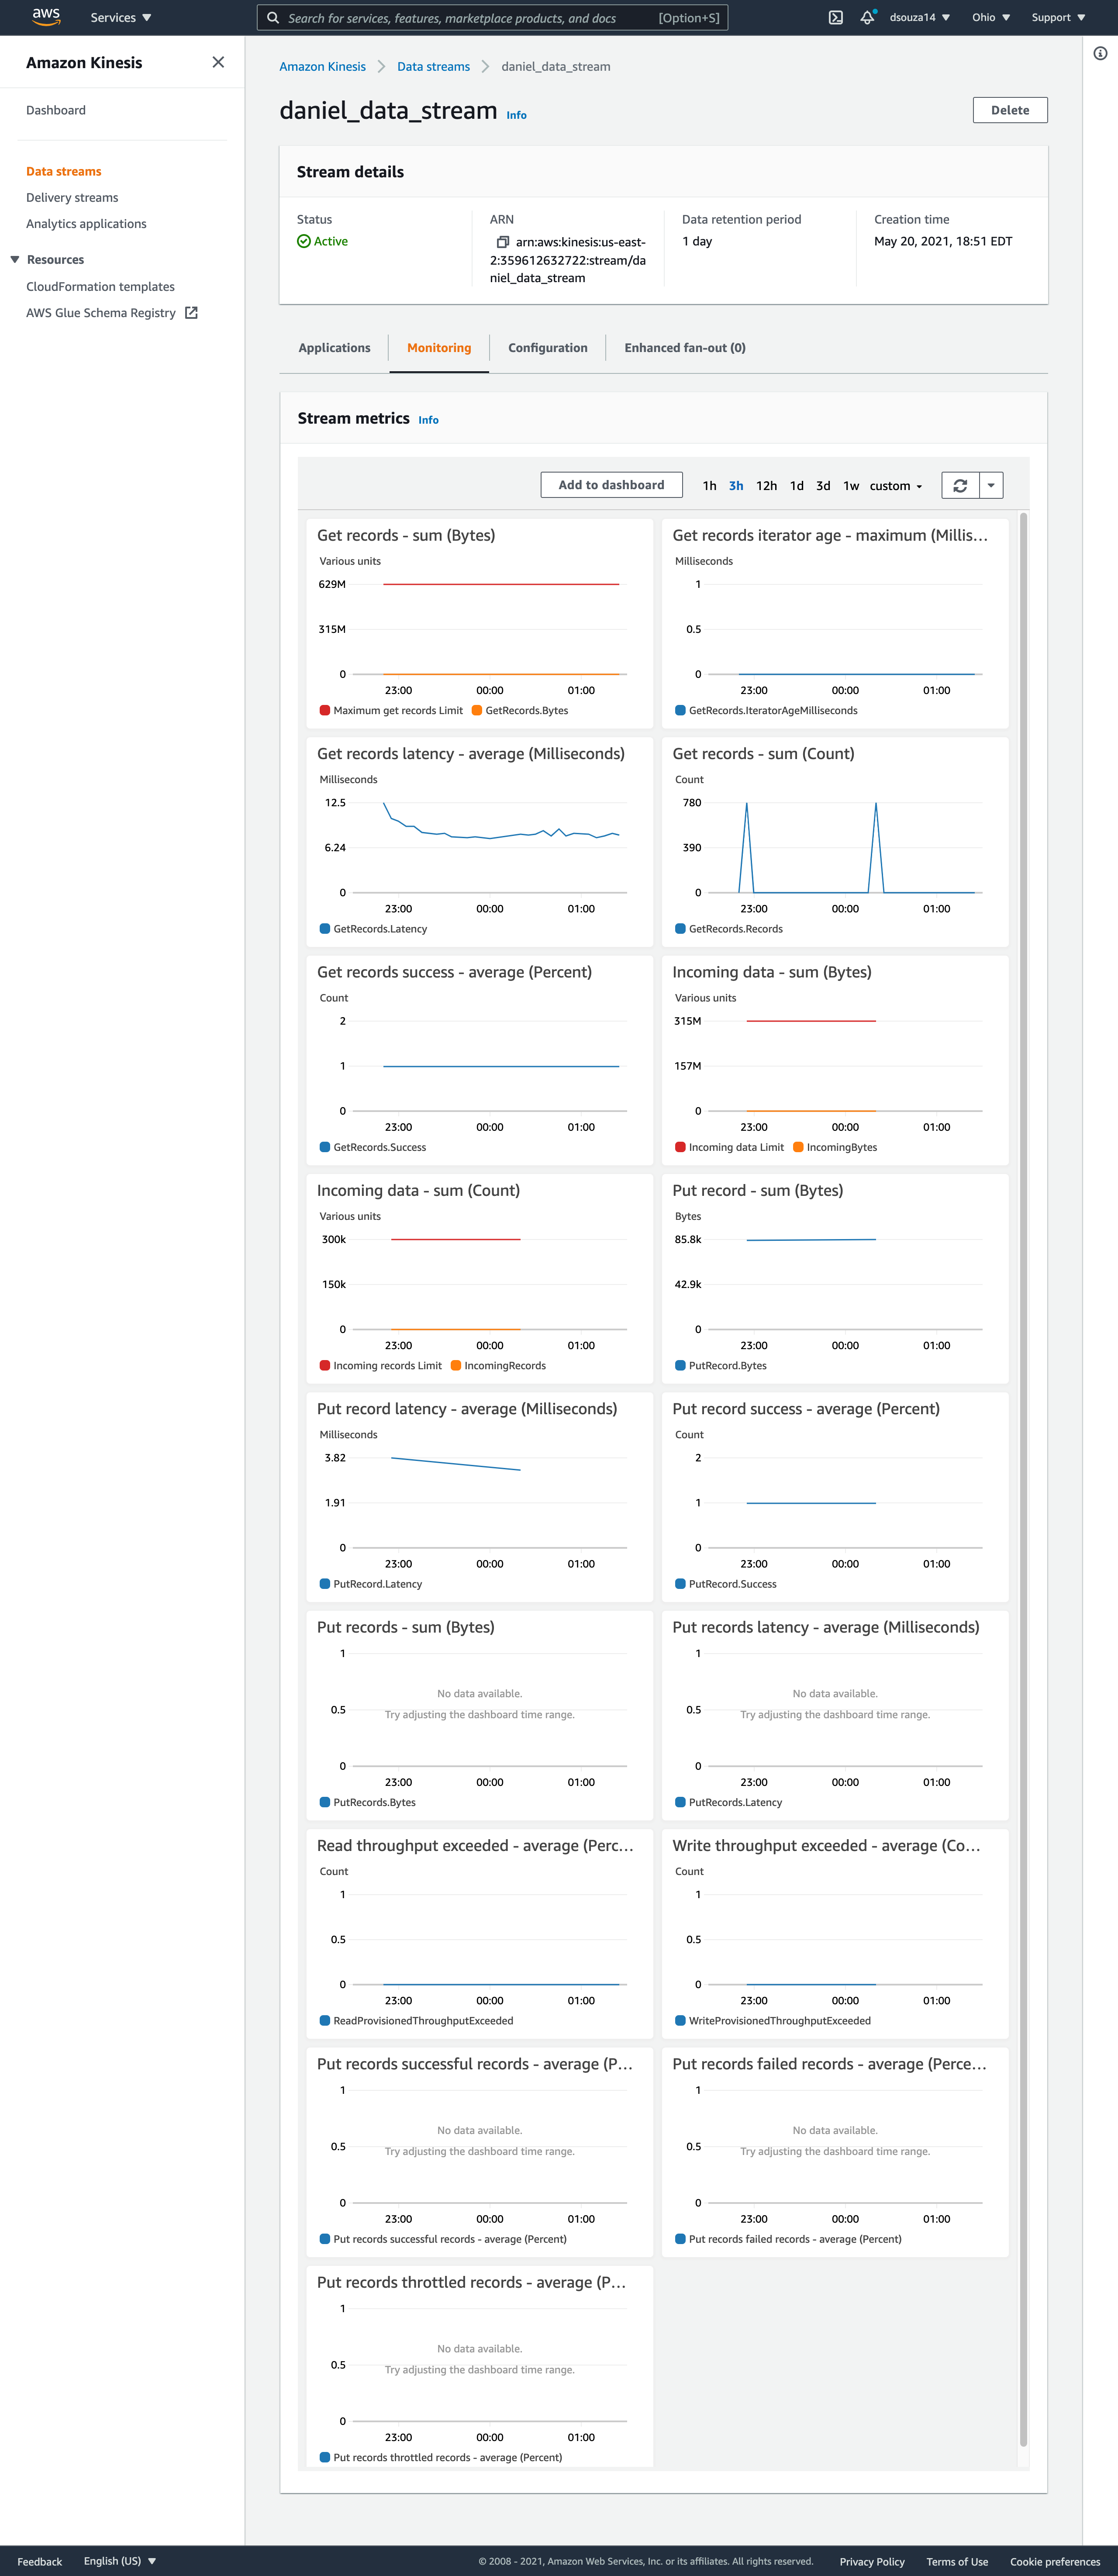 aws
Services ▼
Search for services, features, marketplace products, and docs [Option+S]
dsouza14 ▼
Ohio ▼
Support ▼
Amazon Kinesis
Dashboard
Data streams
Delivery streams
Analytics applications
Resources
CloudFormation templates
AWS Glue Schema Registry
Amazon Kinesis > Data streams > daniel_data_stream
daniel_data_stream Info
Delete
Stream details
Status
Active
ARN
arn:aws:kinesis:us-east-
2:359612632722:stream/da
niel_data_stream
Data retention period
1 day
Creation time
May 20, 2021, 18:51 EDT
Applications
Monitoring
Configuration
Enhanced fan-out (0)
Stream metrics Info
Add to dashboard
1h 3h 12h 1d 3d 1w custom
Get records - sum (Bytes)
Various units
629M
315M
0
23:00 00:00 01:00
Maximum get records Limit GetRecords.Bytes
Get records iterator age - maximum (Millis...
Milliseconds
1
0.5
0
23:00 00:00 01:00
GetRecords.IteratorAgeMilliseconds
Get records latency - average (Milliseconds)
Milliseconds
12.5
6.24
0
23:00 00:00 01:00
GetRecords.Latency
Get records - sum (Count)
Count
780
390
0
23:00 00:00 01:00
GetRecords.Records
Get records success - average (Percent)
Count
2
1
0
23:00 00:00 01:00
GetRecords.Success
Incoming data - sum (Bytes)
Various units
315M
157M
0
23:00 00:00 01:00
Incoming data Limit IncomingBytes
Incoming data - sum (Count)
Various units
300k
150k
0
23:00 00:00 01:00
Incoming records Limit IncomingRecords
Put record - sum (Bytes)
Bytes
85.8k
42.9k
0
23:00 00:00 01:00
PutRecord.Bytes
Put record latency - average (Milliseconds)
Milliseconds
3.82
1.91
0
23:00 00:00 01:00
PutRecord.Latency
Put record success - average (Percent)
Count
2
1
0
23:00 00:00 01:00
PutRecord.Success
Put records - sum (Bytes)
1
No data available.
0.5
Try adjusting the dashboard time range.
0
23:00 00:00 01:00
PutRecords.Bytes
Put records latency - average (Milliseconds)
1
No data available.
0.5
Try adjusting the dashboard time range.
0
23:00 00:00 01:00
PutRecords.Latency
Read throughput exceeded - average (Perc...
Count
1
0.5
0
23:00 00:00 01:00
ReadProvisionedThroughputExceeded
Write throughput exceeded - average (Co...
Count
1
0.5
0
23:00 00:00 01:00
WriteProvisionedThroughputExceeded
Put records successful records - average (P...
1
No data available.
0.5
Try adjusting the dashboard time range.
0
23:00 00:00 01:00
Put records successful records - average (Percent)
Put records failed records - average (Perce...
1
No data available.
0.5
Try adjusting the dashboard time range.
0
23:00 00:00 01:00
Put records failed records - average (Percent)
Put records throttled records - average (P...
1
No data available.
0.5
Try adjusting the dashboard time range.
0
23:00 00:00 01:00
Put records throttled records - average (Percent)
Feedback
English (US) ▼
© 2008 - 2021, Amazon Web Services, Inc. or its affiliates. All rights reserved.
Privacy Policy
Terms of Use
Cookie preferences